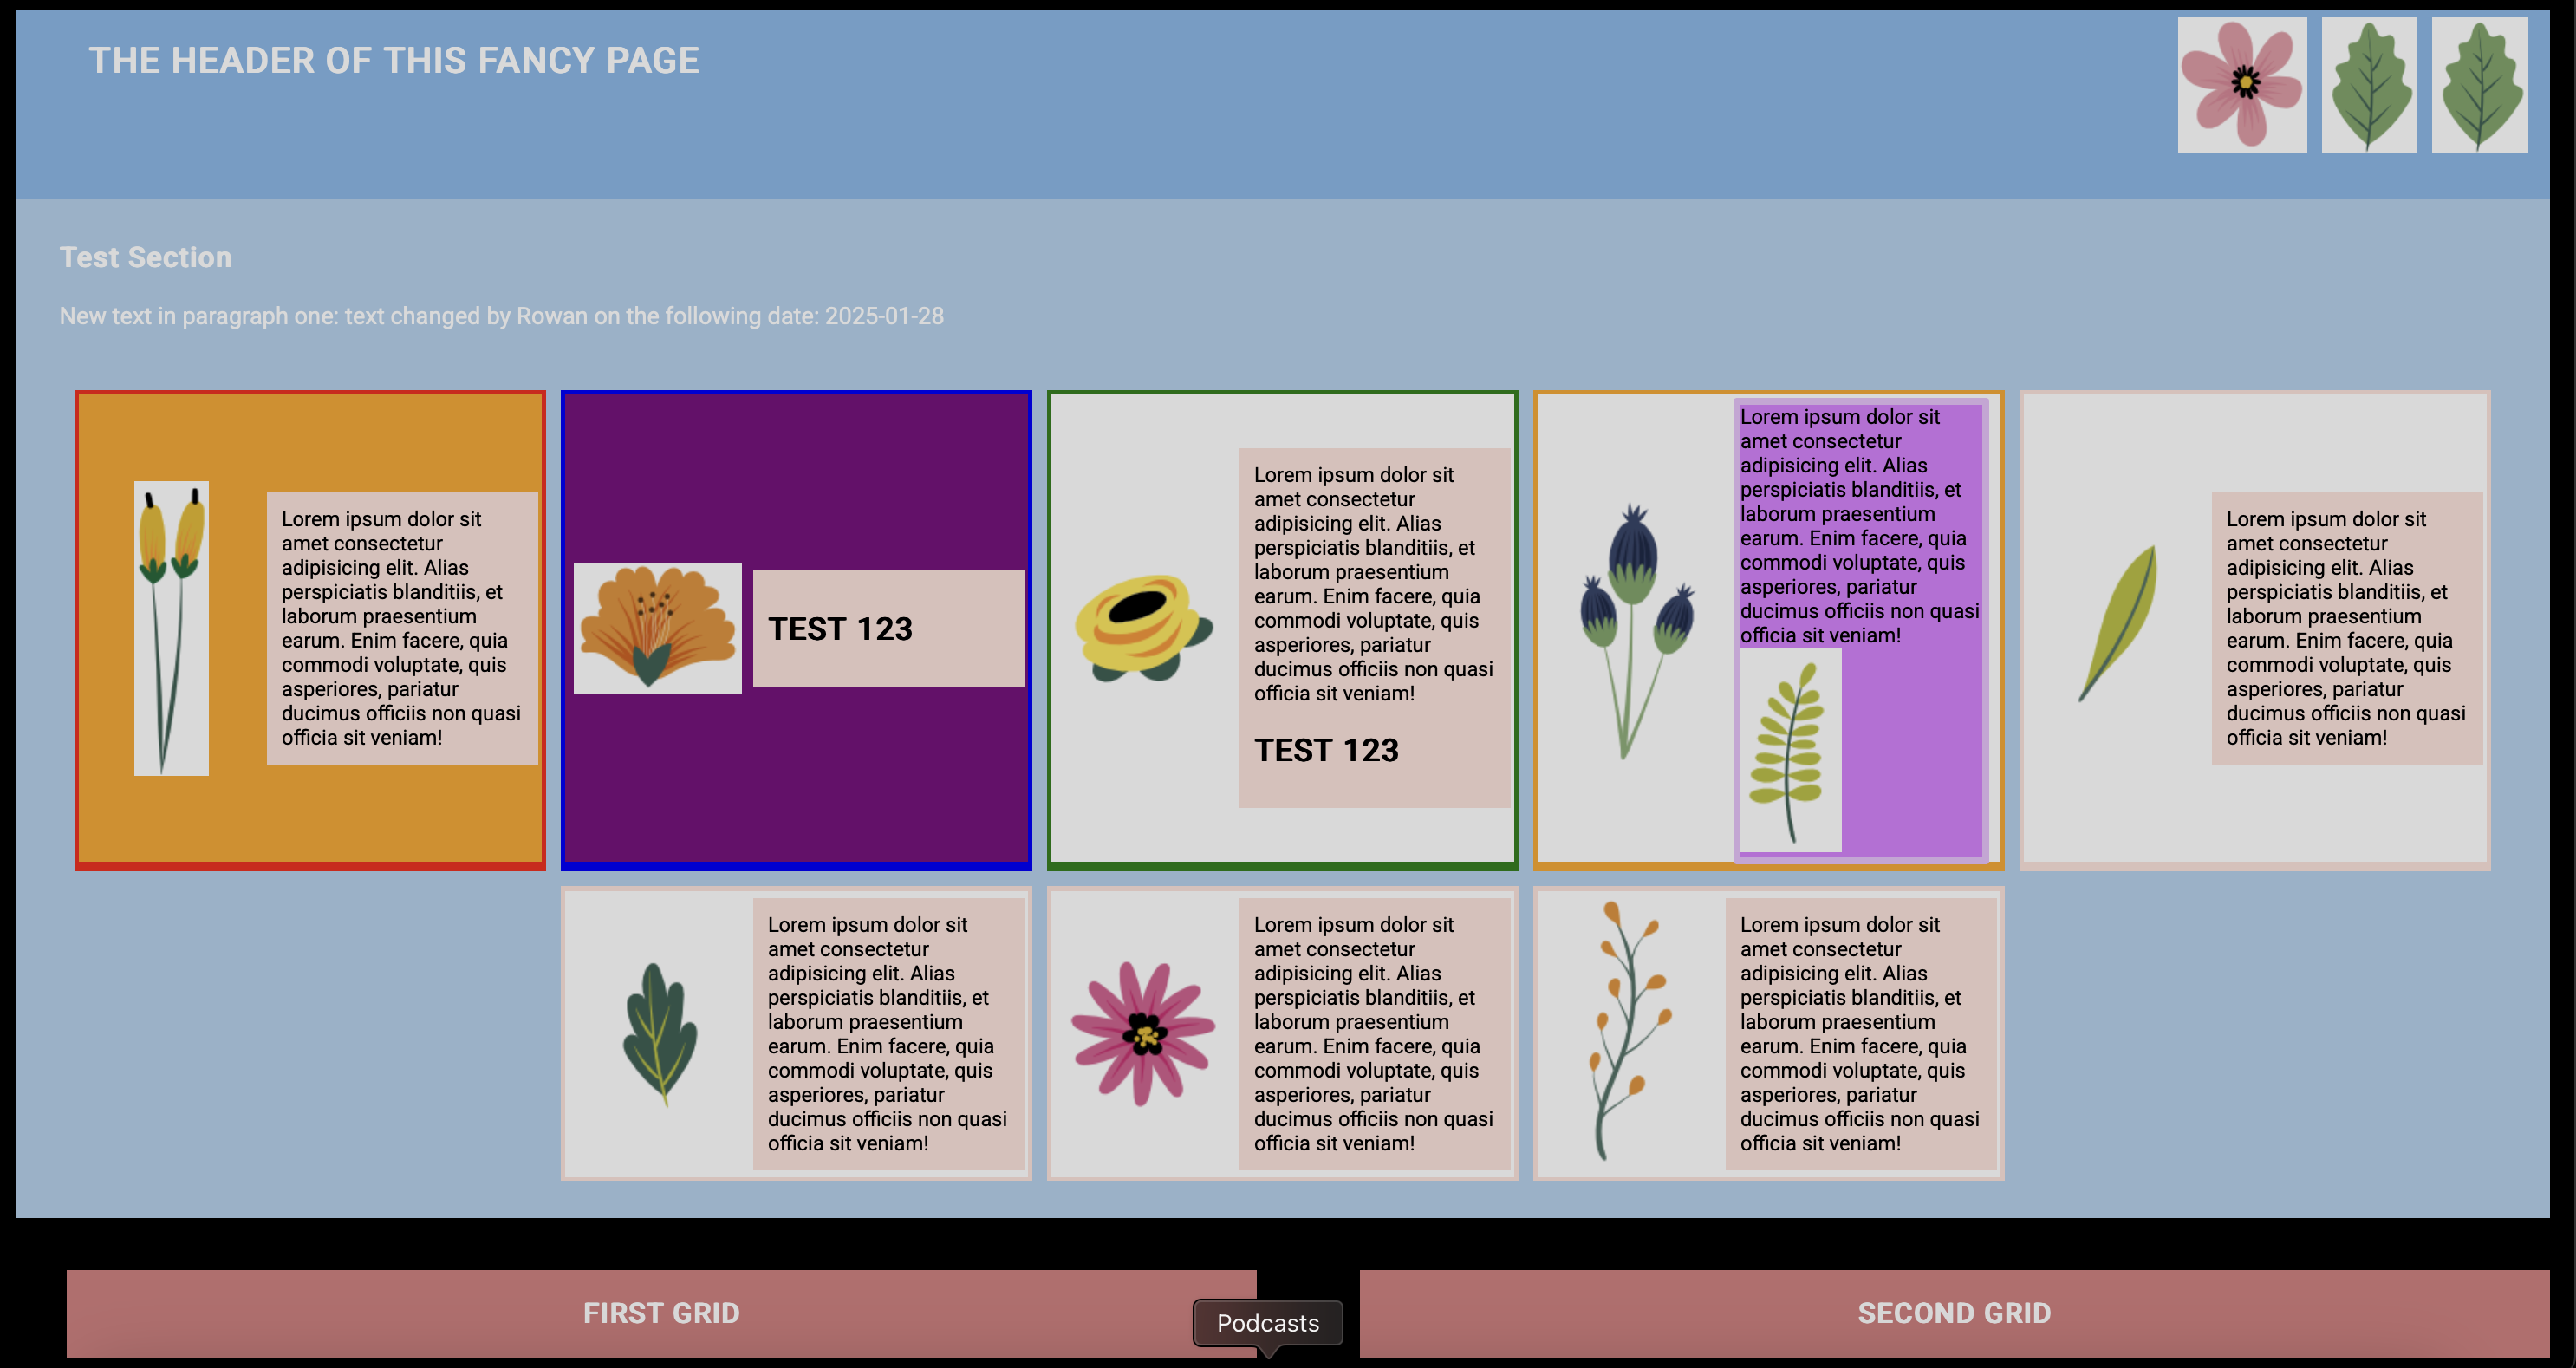 THE HEADER OF THIS FANCY PAGE
Test Section
New text in paragraph one: text changed by Rowan on the following date: 2025-01-28
Lorem ipsum dolor sit
amet consectetur
adipisicing elit. Alias
perspiciatis blanditiis, et
laborum praesentium
earum. Enim facere, quia
commodi voluptate, quis
asperiores, pariatur
ducimus officiis non quasi
officia sit veniam!
TEST 123
Lorem ipsum dolor sit
amet consectetur
adipisicing elit. Alias
perspiciatis blanditiis, et
laborum praesentium
earum. Enim facere, quia
commodi voluptate, quis
asperiores, pariatur
ducimus officiis non quasi
officia sit veniam!
TEST 123
Lorem ipsum dolor sit
amet consectetur
adipisicing elit. Alias
perspiciatis blanditiis, et
laborum praesentium
earum. Enim facere, quia
commodi voluptate, quis
asperiores, pariatur
ducimus officiis non quasi
officia sit veniam!
Lorem ipsum dolor sit
amet consectetur
adipisicing elit. Alias
perspiciatis blanditiis, et
laborum praesentium
earum. Enim facere, quia
commodi voluptate, quis
asperiores, pariatur
ducimus officiis non quasi
officia sit veniam!
Lorem ipsum dolor sit
amet consectetur
adipisicing elit. Alias
perspiciatis blanditiis, et
laborum praesentium
earum. Enim facere, quia
commodi voluptate, quis
asperiores, pariatur
ducimus officiis non quasi
officia sit veniam!
Lorem ipsum dolor sit
amet consectetur
adipisicing elit. Alias
perspiciatis blanditiis, et
laborum praesentium
earum. Enim facere, quia
commodi voluptate, quis
asperiores, pariatur
ducimus officiis non quasi
officia sit veniam!
Lorem ipsum dolor sit
amet consectetur
adipisicing elit. Alias
perspiciatis blanditiis, et
laborum praesentium
earum. Enim facere, quia
commodi voluptate, quis
asperiores, pariatur
ducimus officiis non quasi
officia sit veniam!
FIRST GRID
Podcasts
SECOND GRID